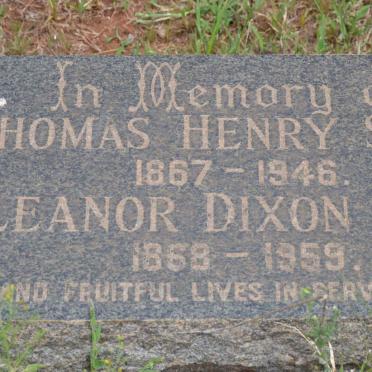 In Memory o
HOMAS HENRY S
1867 - 1946.
LEANOR DIXON
1868 - 1959.
ND FRUITFUL LIVES IN SERV